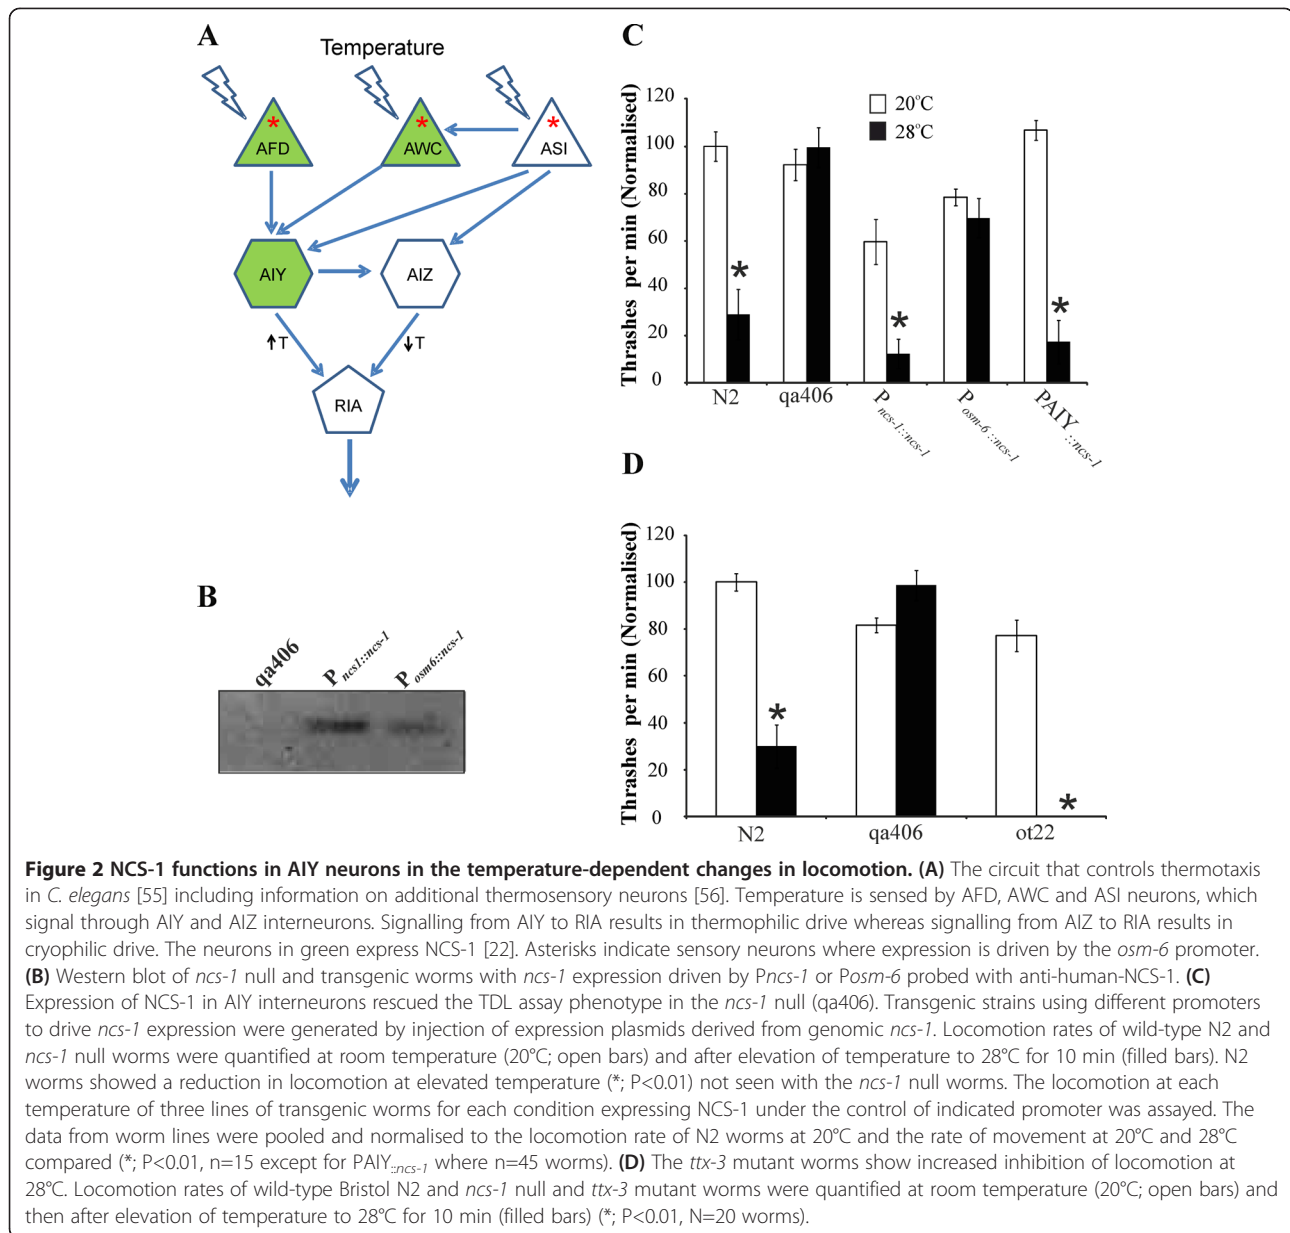 A
Temperature
* AFD
* AWC
* ASI
AIY
AIZ
↑T
↓T
RIA
B
qa406
P ncs1::ncs-1
P osm6::ncs-1
C
Thrashes per min (Normalised)
120
100
80
60
40
20
0
20°C
28°C
*
*
*
N2
qa406
P ncs-1::ncs-1
P osm-6 ::ncs-1
PAIY ::ncs-1
D
Thrashes per min (Normalised)
120
100
80
60
40
20
0
*
*
N2
qa406
ot22
Figure 2 NCS-1 functions in AIY neurons in the temperature-dependent changes in locomotion. (A) The circuit that controls thermotaxis
in C. elegans [55] including information on additional thermosensory neurons [56]. Temperature is sensed by AFD, AWC and ASI neurons, which
signal through AIY and AIZ interneurons. Signalling from AIY to RIA results in thermophilic drive whereas signalling from AIZ to RIA results in
cryophilic drive. The neurons in green express NCS-1 [22]. Asterisks indicate sensory neurons where expression is driven by the osm-6 promoter.
(B) Western blot of ncs-1 null and transgenic worms with ncs-1 expression driven by Pncs-1 or Posm-6 probed with anti-human-NCS-1. (C)
Expression of NCS-1 in AIY interneurons rescued the TDL assay phenotype in the ncs-1 null (qa406). Transgenic strains using different promoters
to drive ncs-1 expression were generated by injection of expression plasmids derived from genomic ncs-1. Locomotion rates of wild-type N2 and
ncs-1 null worms were quantified at room temperature (20°C; open bars) and after elevation of temperature to 28°C for 10 min (filled bars). N2
worms showed a reduction in locomotion at elevated temperature (*; P<0.01) not seen with the ncs-1 null worms. The locomotion at each
temperature of three lines of transgenic worms for each condition expressing NCS-1 under the control of indicated promoter was assayed. The
data from worm lines were pooled and normalised to the locomotion rate of N2 worms at 20°C and the rate of movement at 20°C and 28°C
compared (*; P<0.01, n=15 except for PAIY::ncs-1 where n=45 worms). (D) The ttx-3 mutant worms show increased inhibition of locomotion at
28°C. Locomotion rates of wild-type Bristol N2 and ncs-1 null and ttx-3 mutant worms were quantified at room temperature (20°C; open bars) and
then after elevation of temperature to 28°C for 10 min (filled bars) (*; P<0.01, N=20 worms).